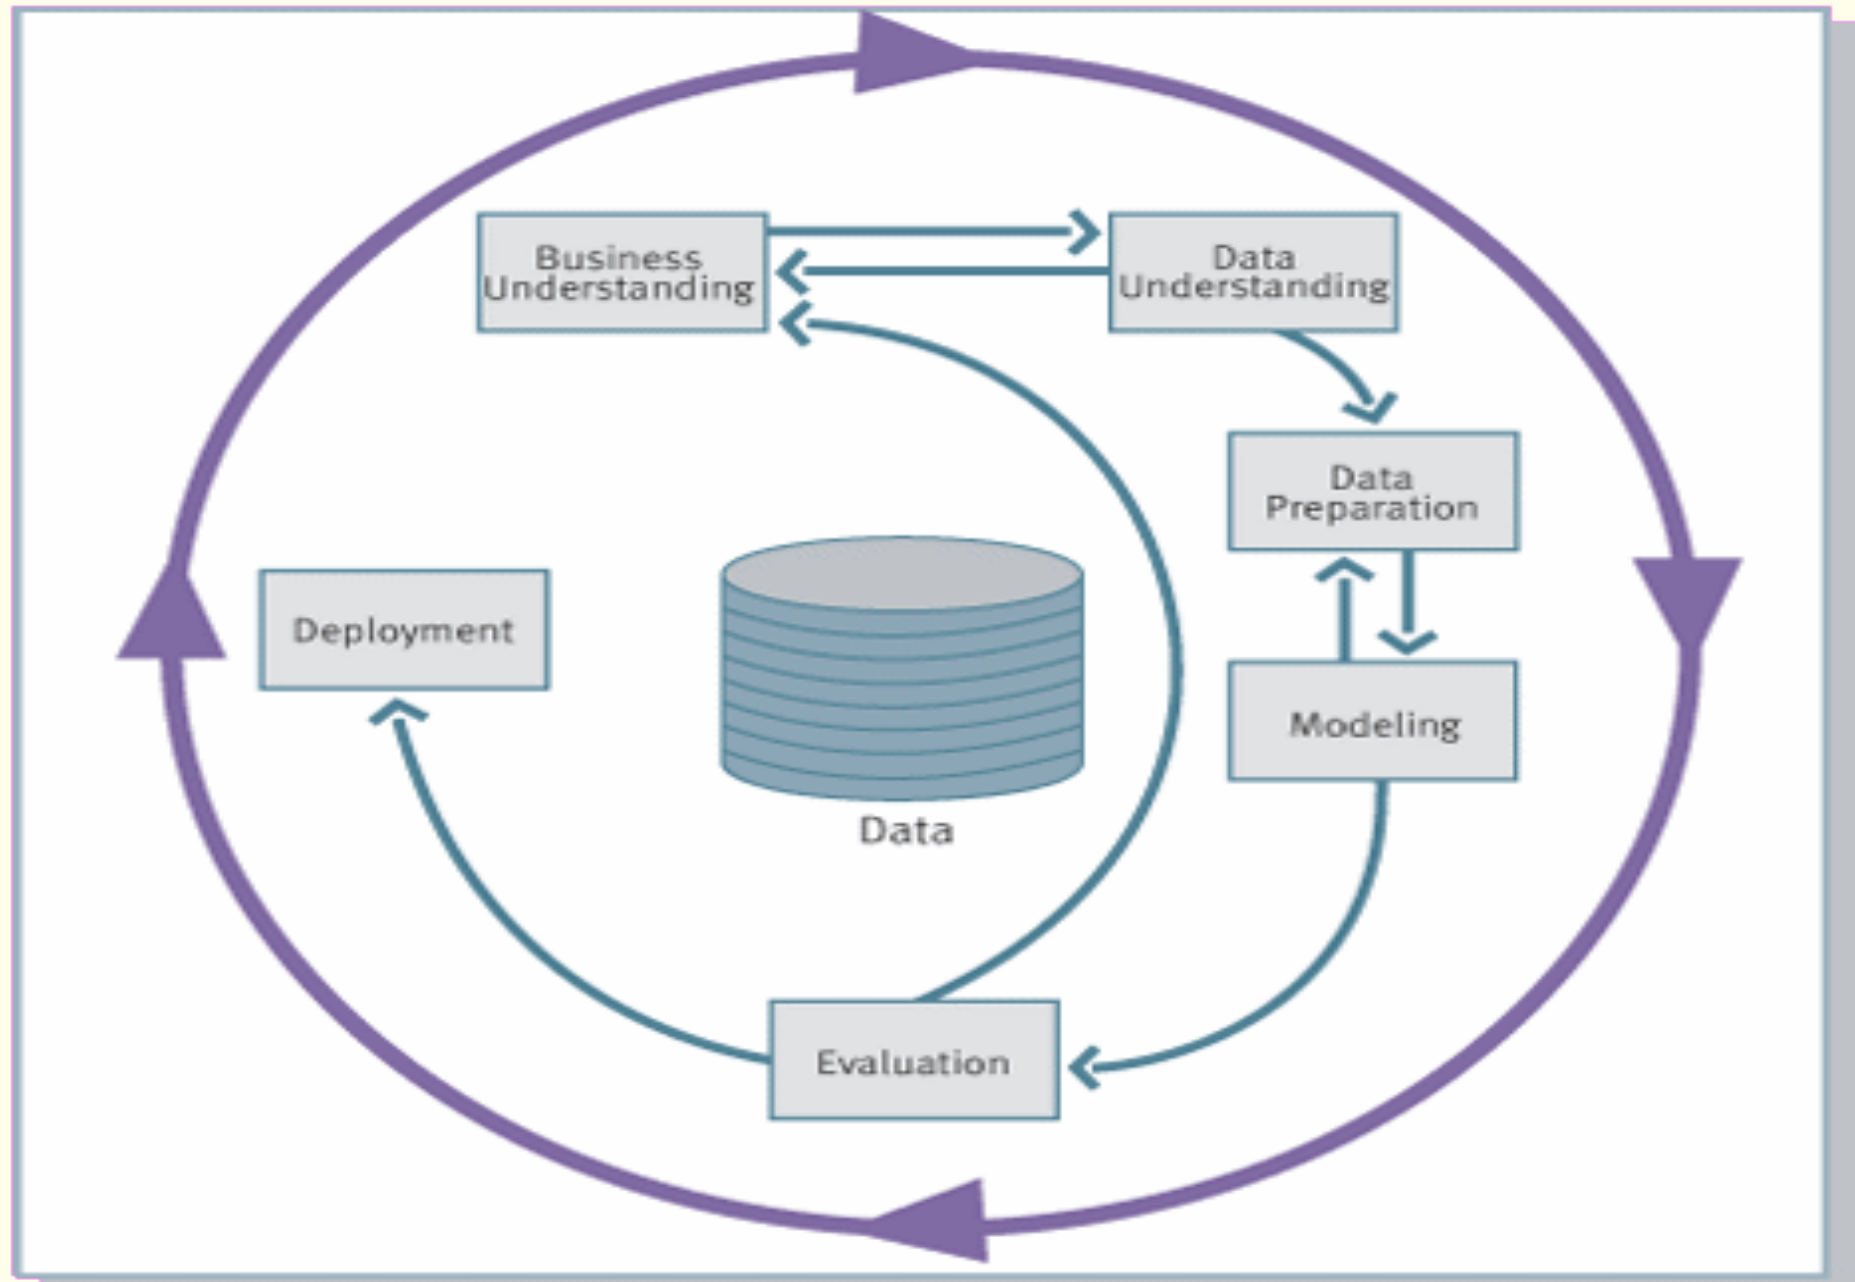 Business
Understanding
Data
Understanding
Data
Preparation
Deployment
Modeling
Data
Evaluation